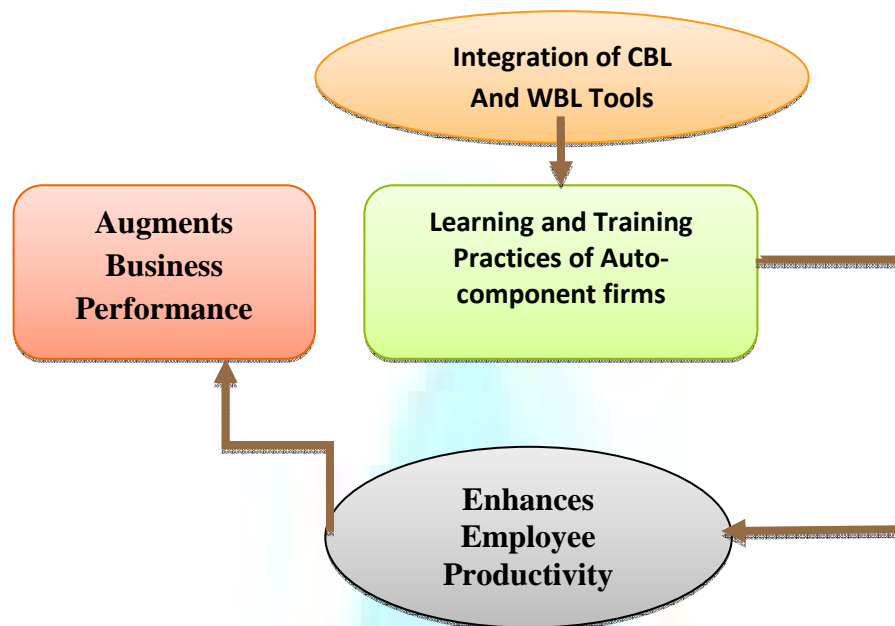 Integration of CBL
And WBL Tools
Augments
Business
Performance
Learning and Training
Practices of Auto-
component firms
Enhances
Employee
Productivity